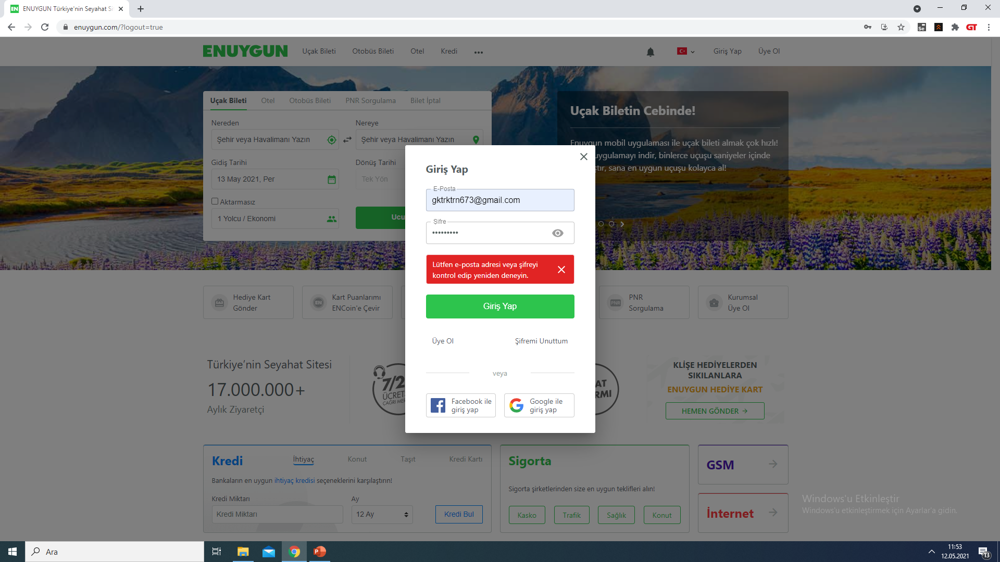 ENUYGUN Türkiye'nin Seyahat Si
enuygun.com/?logout=true
Se
GT
ENUYGUN
Uçak Bileti
Otobüs Bileti
Otel
Kredi
Giriş Yap
Üye Ol
Uçak Bileti
Otel
Otobüs Bileti
PNR Sorgulama
Bilet İptal
Nereden
Nereye
Şehir veya Havalimanı Yazın
Şehir veya Havalimanı Yazın
Gidiş Tarihi
Dönüş Tarihi
13 May 2021, Per
Tek Yön
Aktarmasız
1 Yolcu / Ekonomi
Ucu
Uçak Biletin Cebinde!
Enuygun mobil uygulaması ile uçak bileti almak çok hızlı!
uygulamayı indir, binlerce uçuşu saniyeler içinde
ştır, sana en uygun uçuşu kolayca al!
Giriş Yap
E-Posta
gktrktrn673@gmail.com
Şifre
•••••••••
Lütfen e-posta adresi veya şifreyi
kontrol edip yeniden deneyin.
Giriş Yap
Üye Ol
Şifremi Unuttum
veya
Facebook ile
giriş yap
Google ile
giriş yap
Hediye Kart
Gönder
EN
Kart Puanlarımı
ENCoin'e Çevir
PNR
PNR
Sorgulama
Kurumsal
Üye Ol
Türkiye’nin Seyahat Sitesi
17.000.000+
Aylık Ziyaretçi
7/2
ÜCRET
ÇAĞRI MER
AT
RMI
KLİŞE HEDİYELERDEN
SIKILANLARA
ENUYGUN HEDİYE KART
HEMEN GÖNDER
Kredi
İhtiyaç
Konut
Taşıt
Kredi Kartı
Bankaların en uygun ihtiyaç kredisi seçeneklerini karşılaştırın!
Kredi Miktarı
Ay
Kredi Miktarı
12 Ay
Kredi Bul
Sigorta
Sigorta şirketlerinden size en uygun teklifleri alın!
Kasko
Trafik
Sağlık
Konut
GSM
İnternet
Windows'u Etkinleştir
Windows'u etkinleştirmek için Ayarlar'a gidin.
Ara
11:53
12.05.2021
13